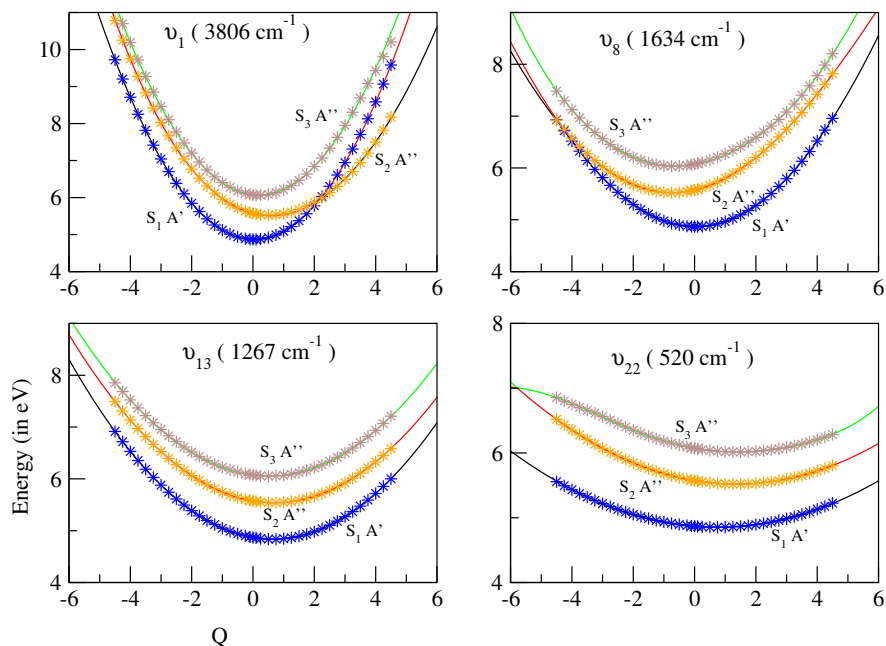 υ1 ( 3806 cm-1)
10
8
6
4
S3 A’’
S2 A’’
S1 A’
-6 -4 -2 0 2 4 6
υ8 (1634 cm-1)
8
6
4
S3 A’’
S2 A’’
S1 A’
-6 -4 -2 0 2 4 6
υ13 (1267 cm-1)
8
6
4
S3 A’’
S2 A’’
S1 A’
-6 -4 -2 0 2 4 6
υ22 ( 520 cm-1)
8
6
4
S3 A’’
S2 A’’
S1 A’
-6 -4 -2 0 2 4 6
Energy (in eV)
Q